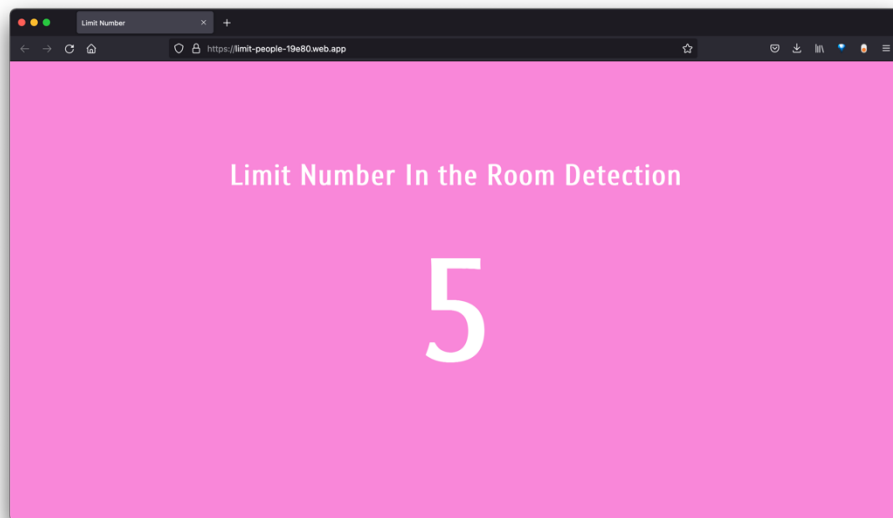 Limit Number
https://limit-people-19e80.web.app
Limit Number In the Room Detection
5